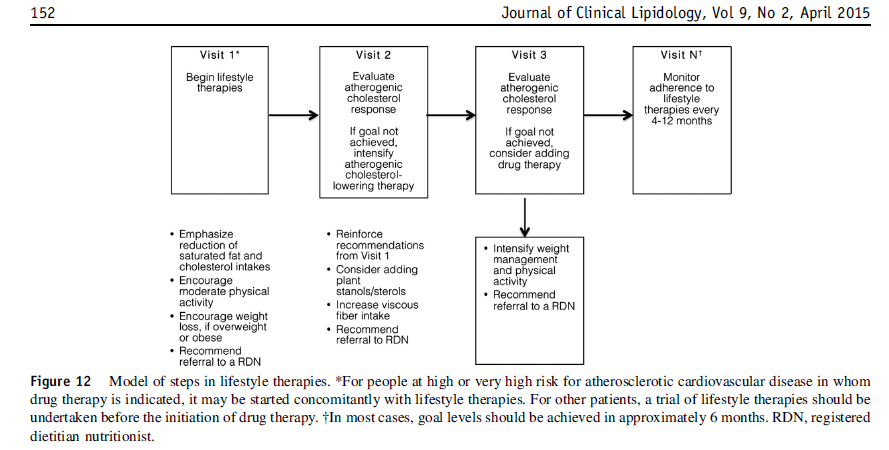 152
Journal of Clinical Lipidology, Vol 9, No 2, April 2015
Visit 1*
Begin lifestyle
therapies
Visit 2
Evaluate
atherogenic
cholesterol
response
If goal not
achieved,
intensify
atherogenic
cholesterol-
lowering therapy
Visit 3
Evaluate
atherogenic
cholesterol
response
If goal not
achieved,
consider adding
drug therapy
Visit N†
Monitor
adherence to
lifestyle
therapies every
4-12 months
• Emphasize
reduction of
saturated fat and
cholesterol intakes
• Encourage
moderate physical
activity
• Encourage weight
loss, if overweight
or obese
• Recommend
referral to a RDN
• Reinforce
recommendations
from Visit 1
• Consider adding
plant
stanols/sterols
• Increase viscous
fiber intake
• Recommend
referral to RDN
• Intensify weight
management
and physical
activity
• Recommend
referral to a RDN
Figure 12 Model of steps in lifestyle therapies. *For people at high or very high risk for atherosclerotic cardiovascular disease in whom
drug therapy is indicated, it may be started concomitantly with lifestyle therapies. For other patients, a trial of lifestyle therapies should be
undertaken before the initiation of drug therapy. †In most cases, goal levels should be achieved in approximately 6 months. RDN, registered
dietitian nutritionist.